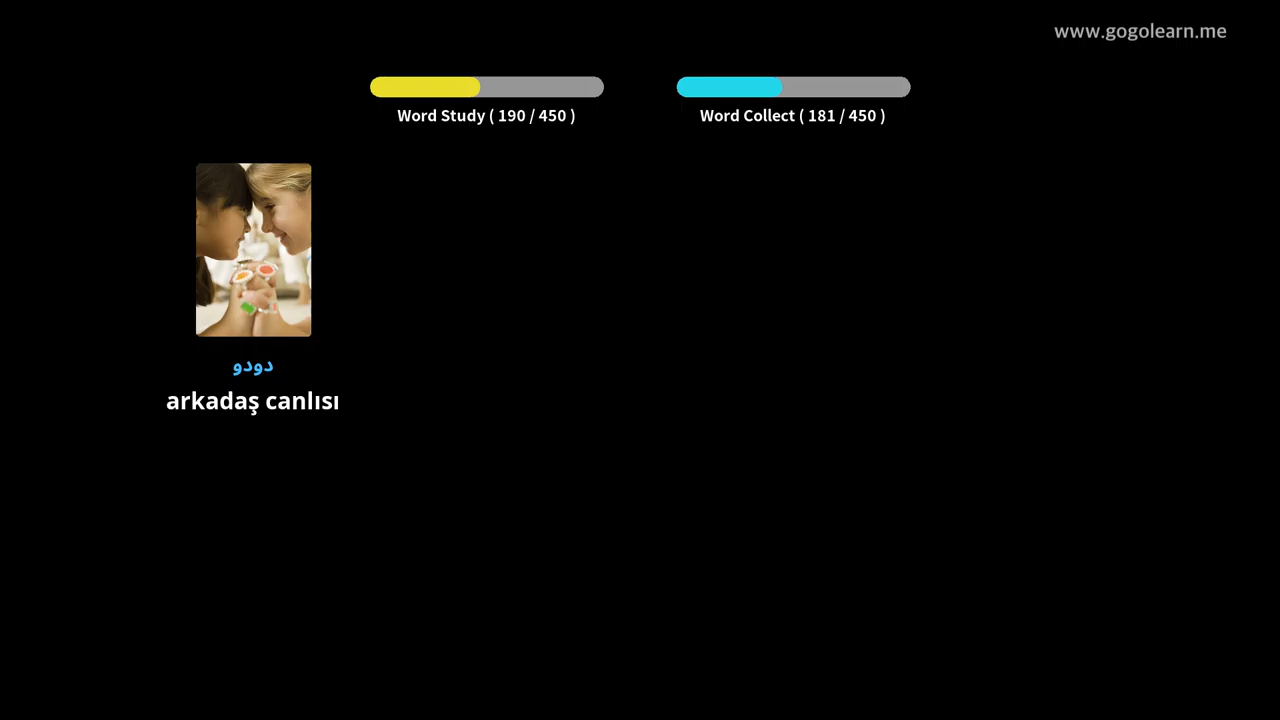 www.gogolearn.me
Word Study ( 190 / 450 )
Word Collect ( 181 / 450 )
دودو
arkadaş canlısı